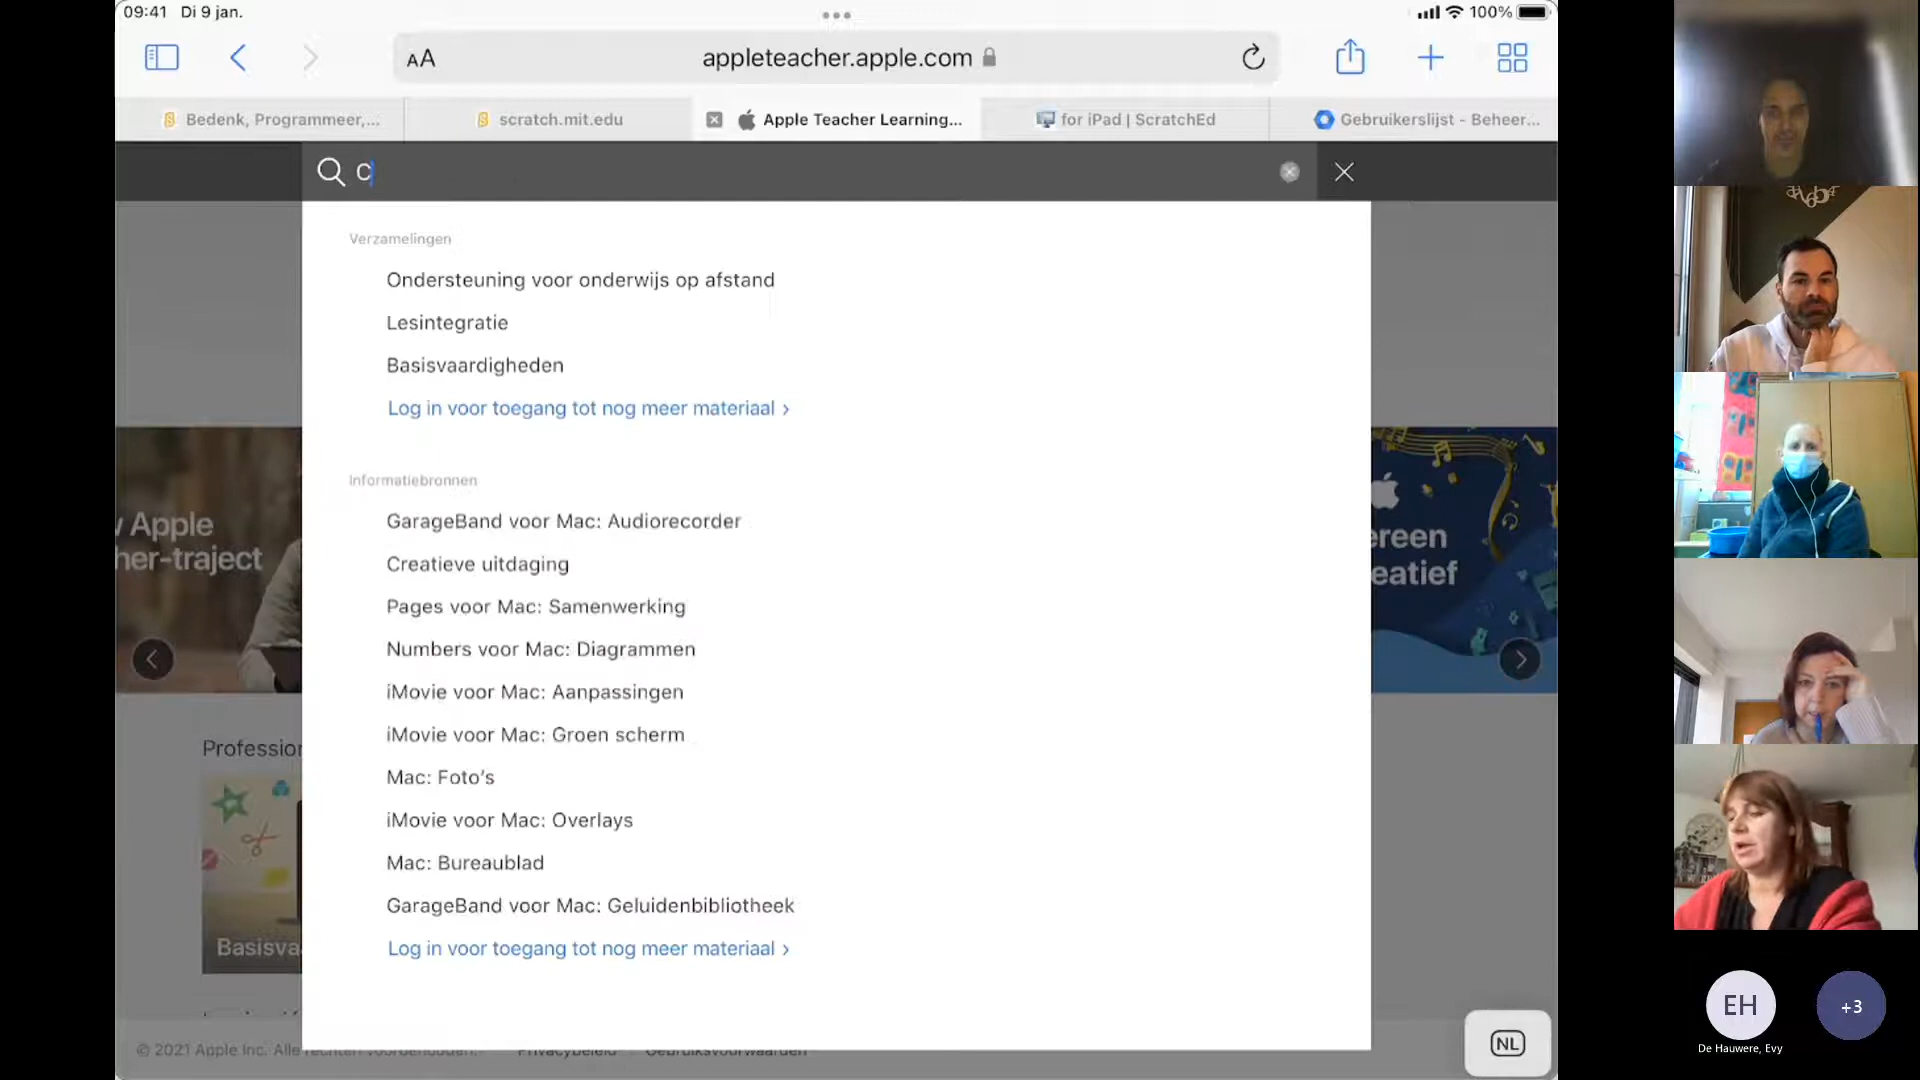 09:41 Di 9 jan.
100%
AA
appleteacher.apple.com
Bedenk, Programmeer,...
scratch.mit.edu
Apple Teacher Learning...
for iPad | ScratchEd
Gebruikerslijst - Beheer...
C
Verzamelingen
Ondersteuning voor onderwijs op afstand
Lesintegratie
Basisvaardigheden
Log in voor toegang tot nog meer materiaal ›
Informatiebronnen
GarageBand voor Mac: Audiorecorder
Creatieve uitdaging
Pages voor Mac: Samenwerking
Numbers voor Mac: Diagrammen
iMovie voor Mac: Aanpassingen
iMovie voor Mac: Groen scherm
Mac: Foto's
iMovie voor Mac: Overlays
Mac: Bureaublad
GarageBand voor Mac: Geluidenbibliotheek
Log in voor toegang tot nog meer materiaal ›
Apple
her-traject
ereen
eatief
Profession
Basisva
© 2021 Apple Inc. Alle rechten voorbehouden.
Privacybeleid
Gebruiksvoorwaarden
NL
EH
+3
De Hauwere, Evy